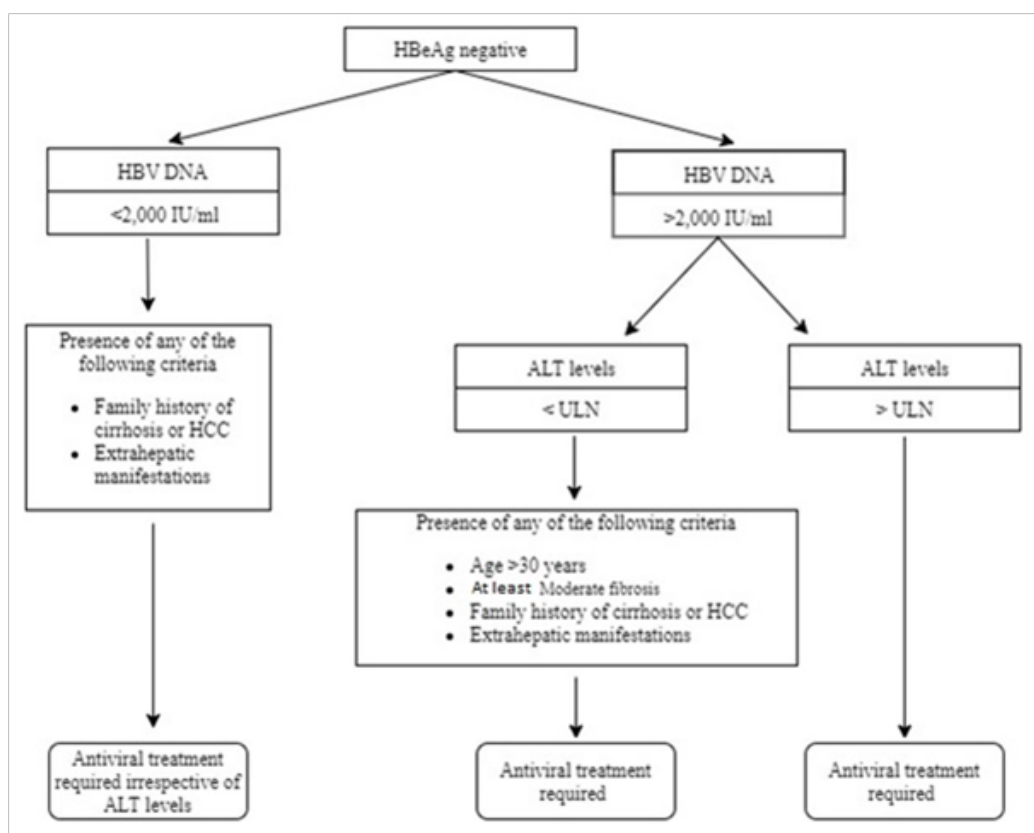 HBeAg negative
HBV DNA
<2,000 IU/ml
HBV DNA
>2,000 IU/ml
Presence of any of the
following criteria
• Family history of
cirrhosis or HCC
• Extrahepatic
manifestations
ALT levels
< ULN
ALT levels
> ULN
Presence of any of the following criteria
• Age >30 years
• At least Moderate fibrosis
• Family history of cirrhosis or HCC
• Extrahepatic manifestations
Antiviral treatment
required irrespective of
ALT levels
Antiviral treatment
required
Antiviral treatment
required